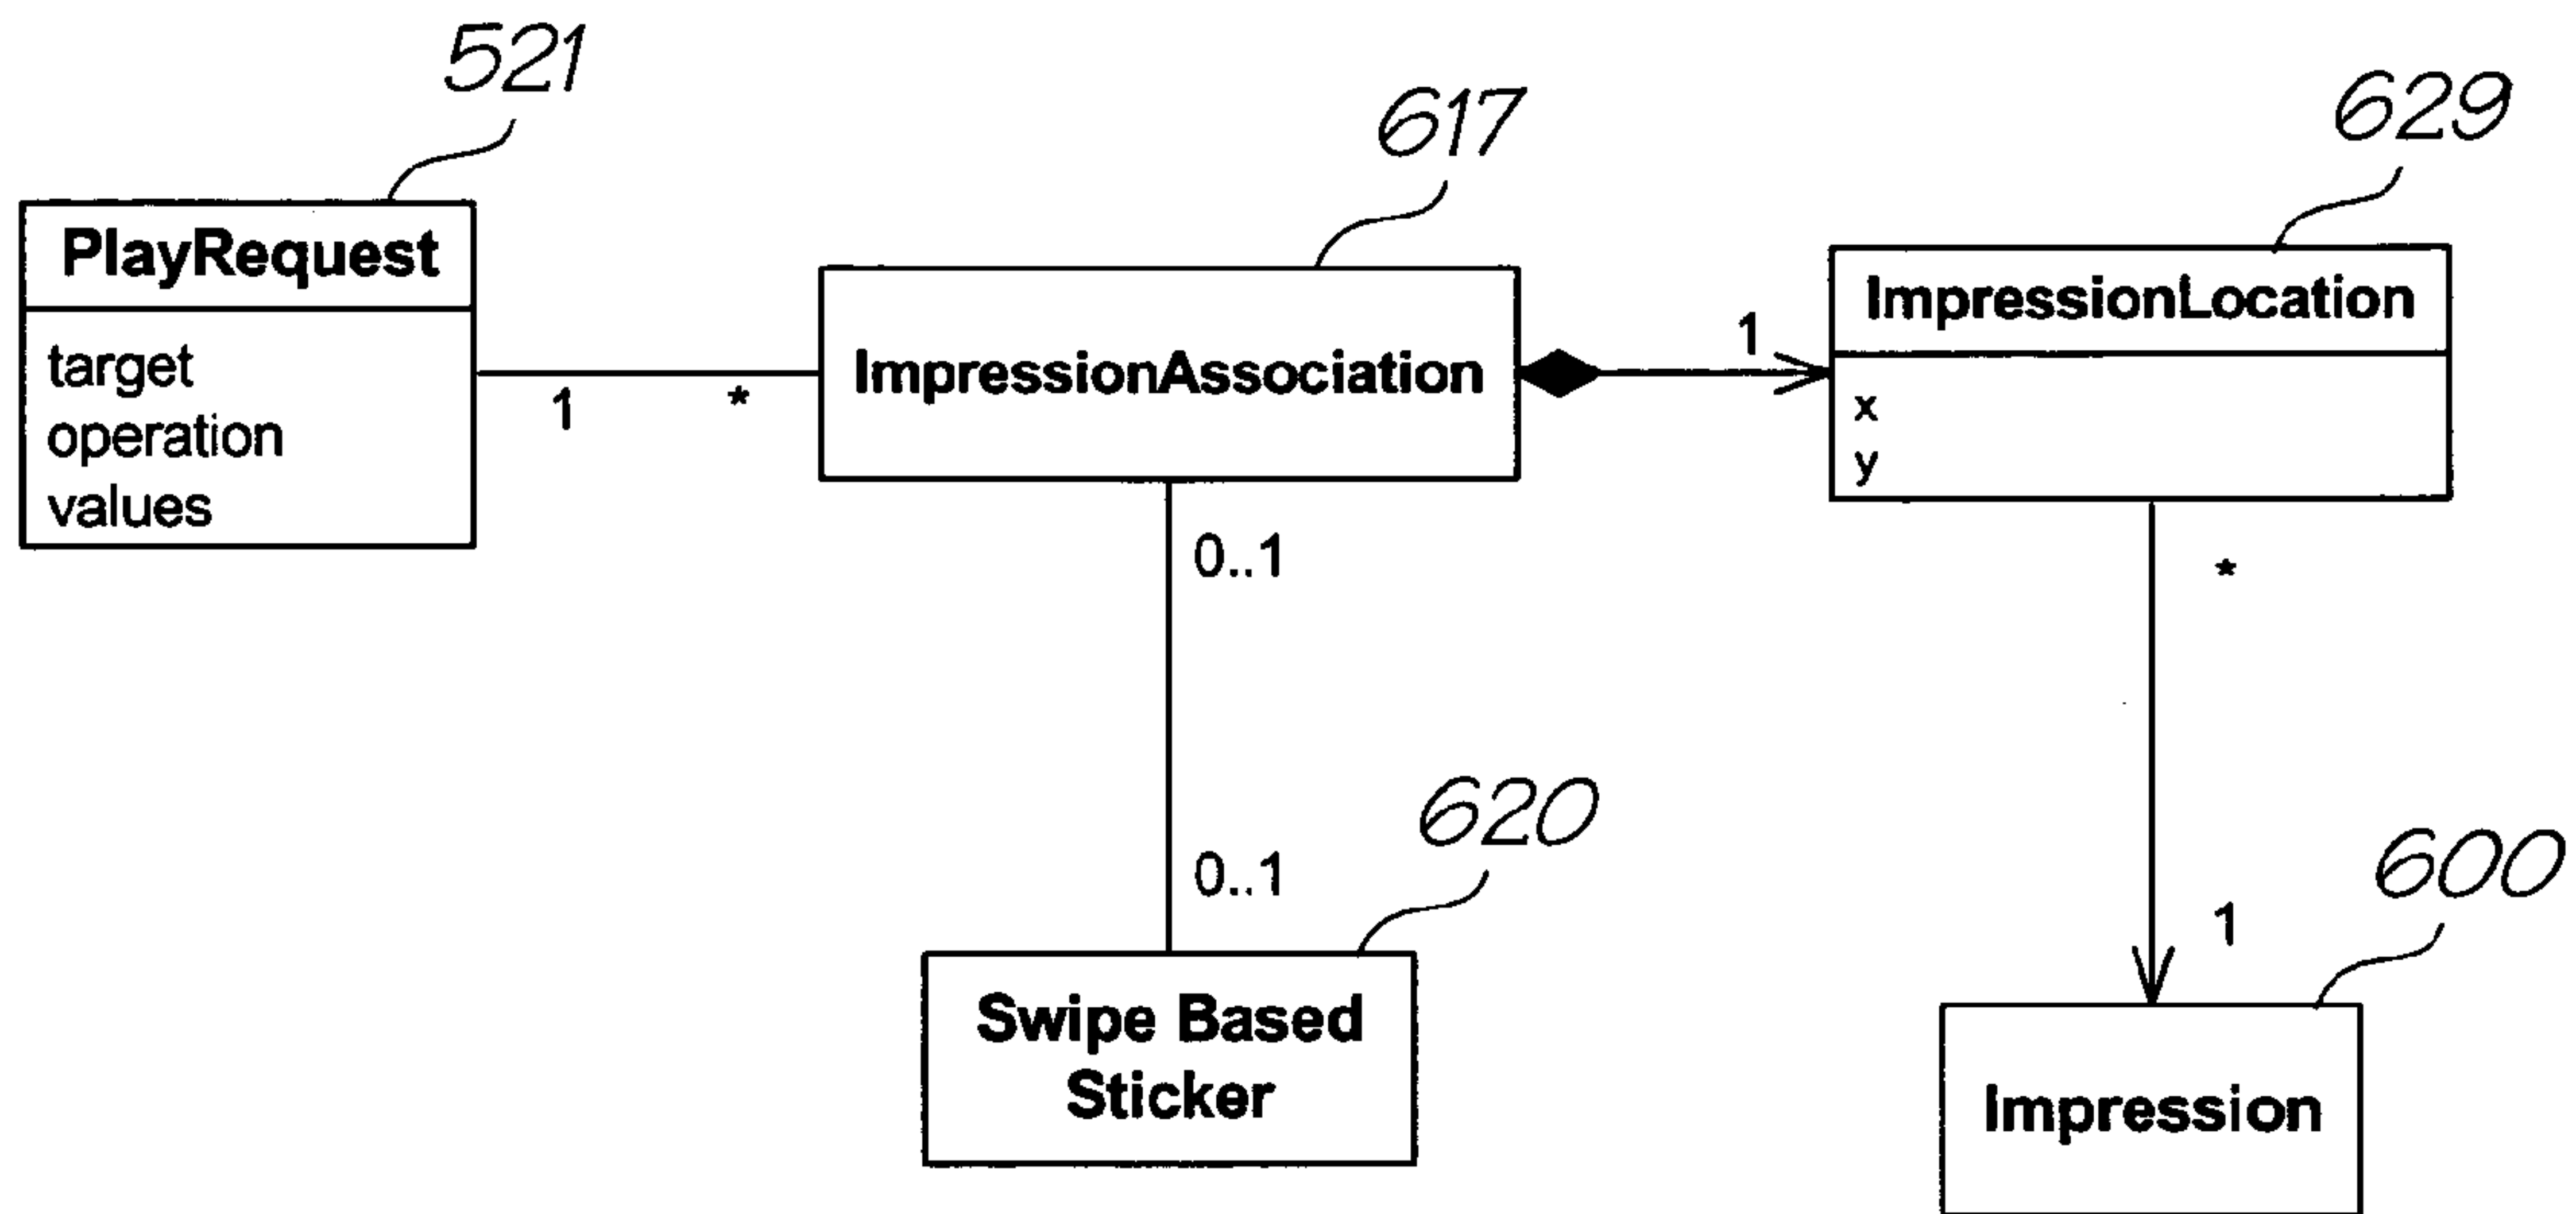 521
617
629
PlayRequest
target
operation
values
1
*
ImpressionAssociation
1
ImpressionLocation
x
y
0..1
*
0..1
620
600
1
Swipe Based
Sticker
Impression